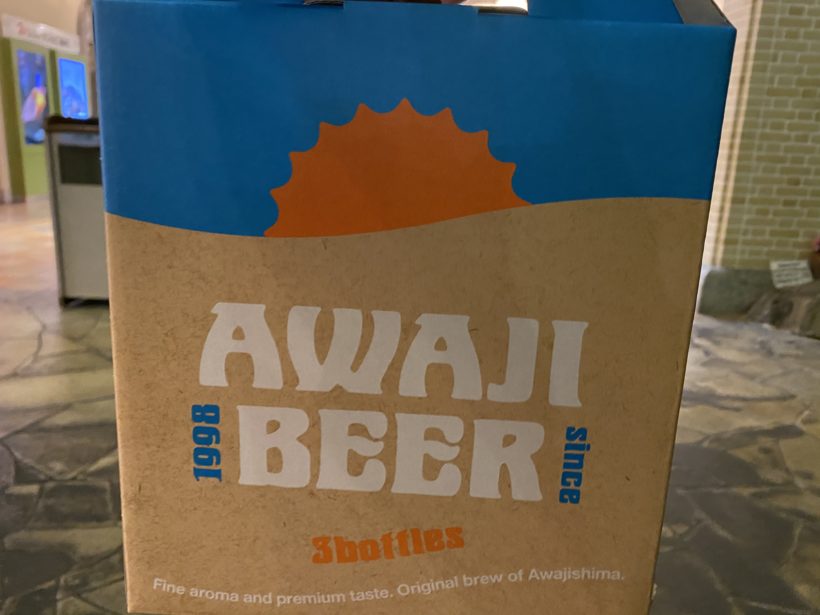 AWAJI
BEER
1998
since
3bottles
Fine aroma and premium taste. Original brew of Awajishima.